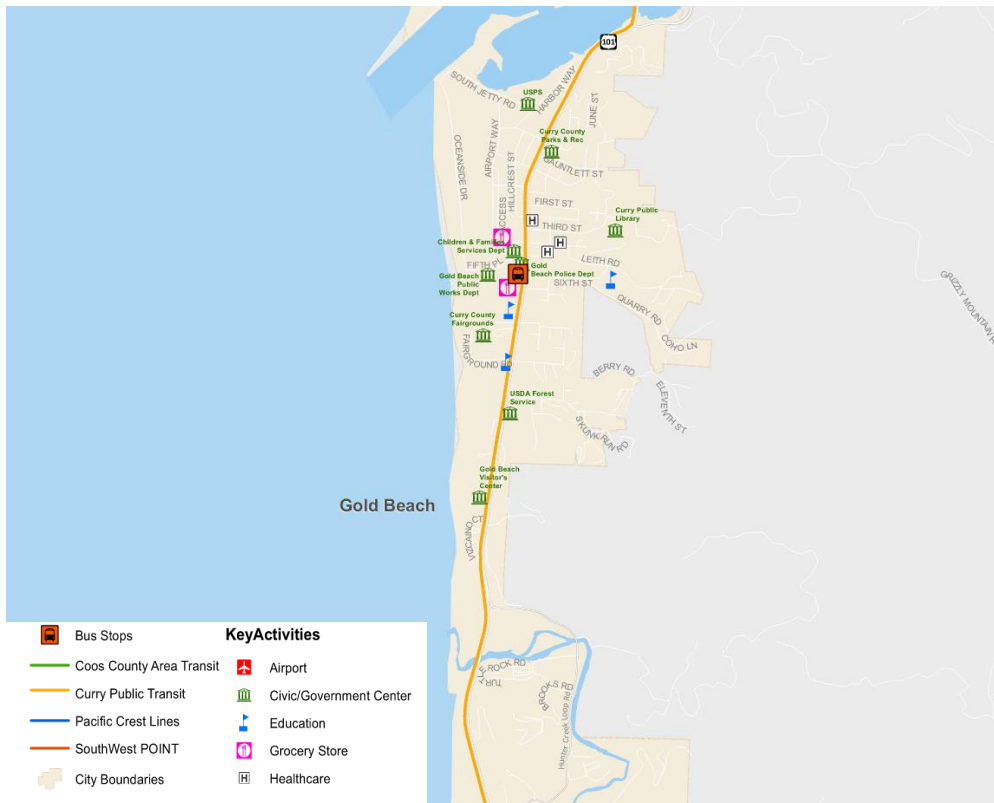 101
SOUTH JETTY RD
HARBOR WAY
USPS
JUNE ST
Curry County
Parks & Rec
OCEANSIDE DR
AIRPORT WAY
HILLCREST ST
GAUNTLETT ST
ACCESS
FIRST ST
H
THIRD ST
Curry Public
Library
Children & Families
Services Dept
H
H
FIFTH PL
Gold
Beach Police Dept
LEITH RD
Gold Beach
Public
Works Dept
SIXTH ST
QUARRY RD
GRIZZLY MOUNTAIN R
Curry County
Fairgrounds
COHO LN
FAIRGROUND RD
BERRY RD
ELEVENTH ST
USDA Forest
Service
SKUNK RUN RD
Gold Beach
Visitor's
Center
Gold Beach
VIZCAINO CT
TURTLE ROCK RD
BROOKS RD
Hunter Creek Loop Rd
Bus Stops
Coos County Area Transit
Curry Public Transit
Pacific Crest Lines
SouthWest POINT
City Boundaries
KeyActivities
Airport
Civic/Government Center
Education
Grocery Store
H
Healthcare